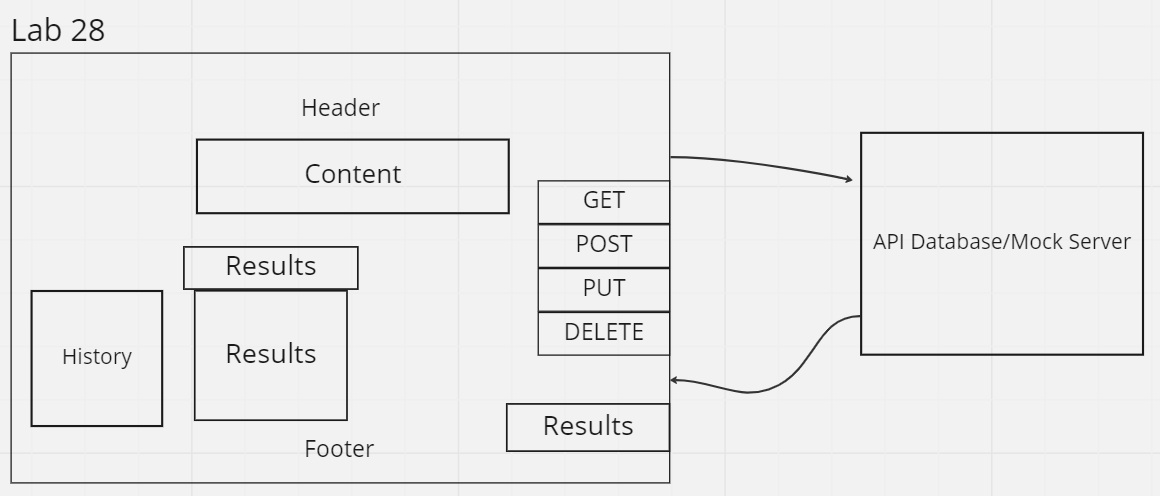 Lab 28
Header
Content
GET
POST
API Database/Mock Server
Results
PUT
DELETE
Results
History
Results
Footer